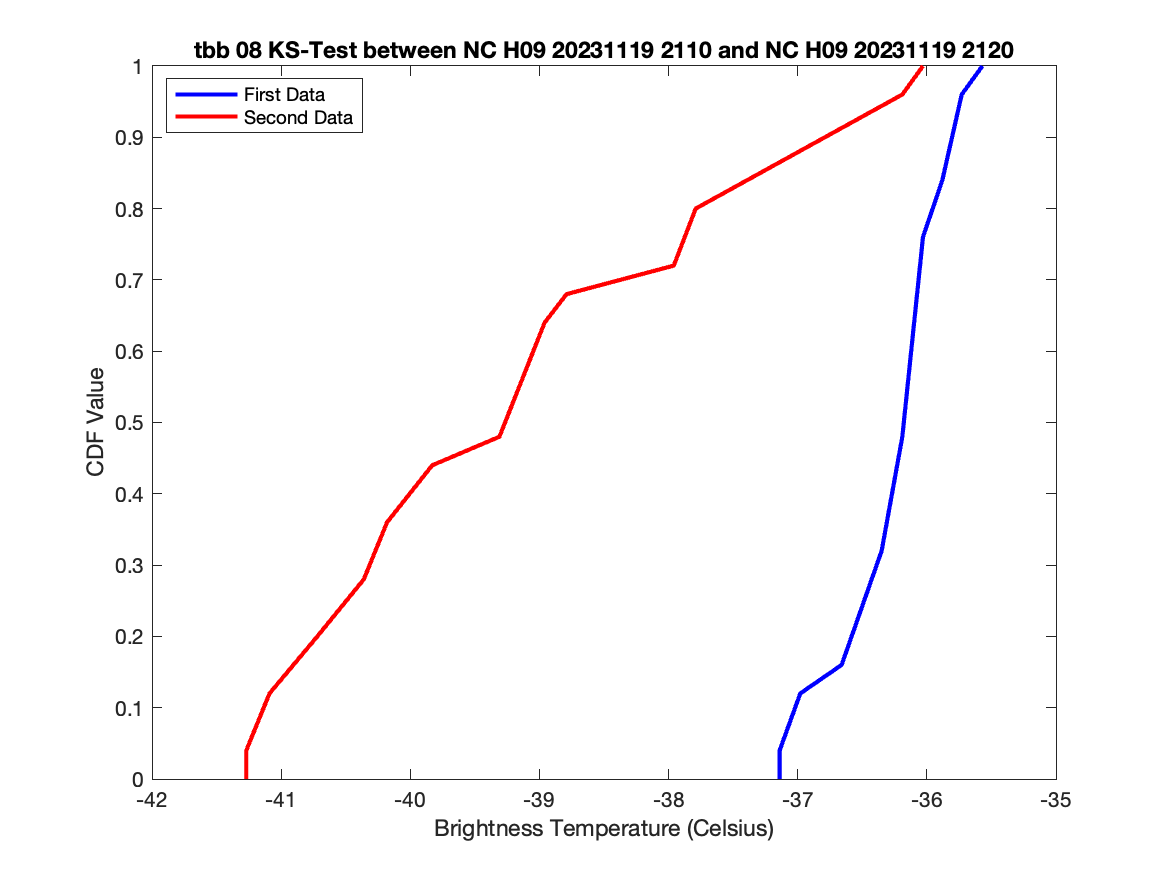 tbb 08 KS-Test between NC H09 20231119 2110 and NC H09 20231119 2120
First Data
Second Data
1
0.9
0.8
0.7
0.6
0.5
0.4
0.3
0.2
0.1
0
CDF Value
-42 -41 -40 -39 -38 -37 -36 -35
Brightness Temperature (Celsius)